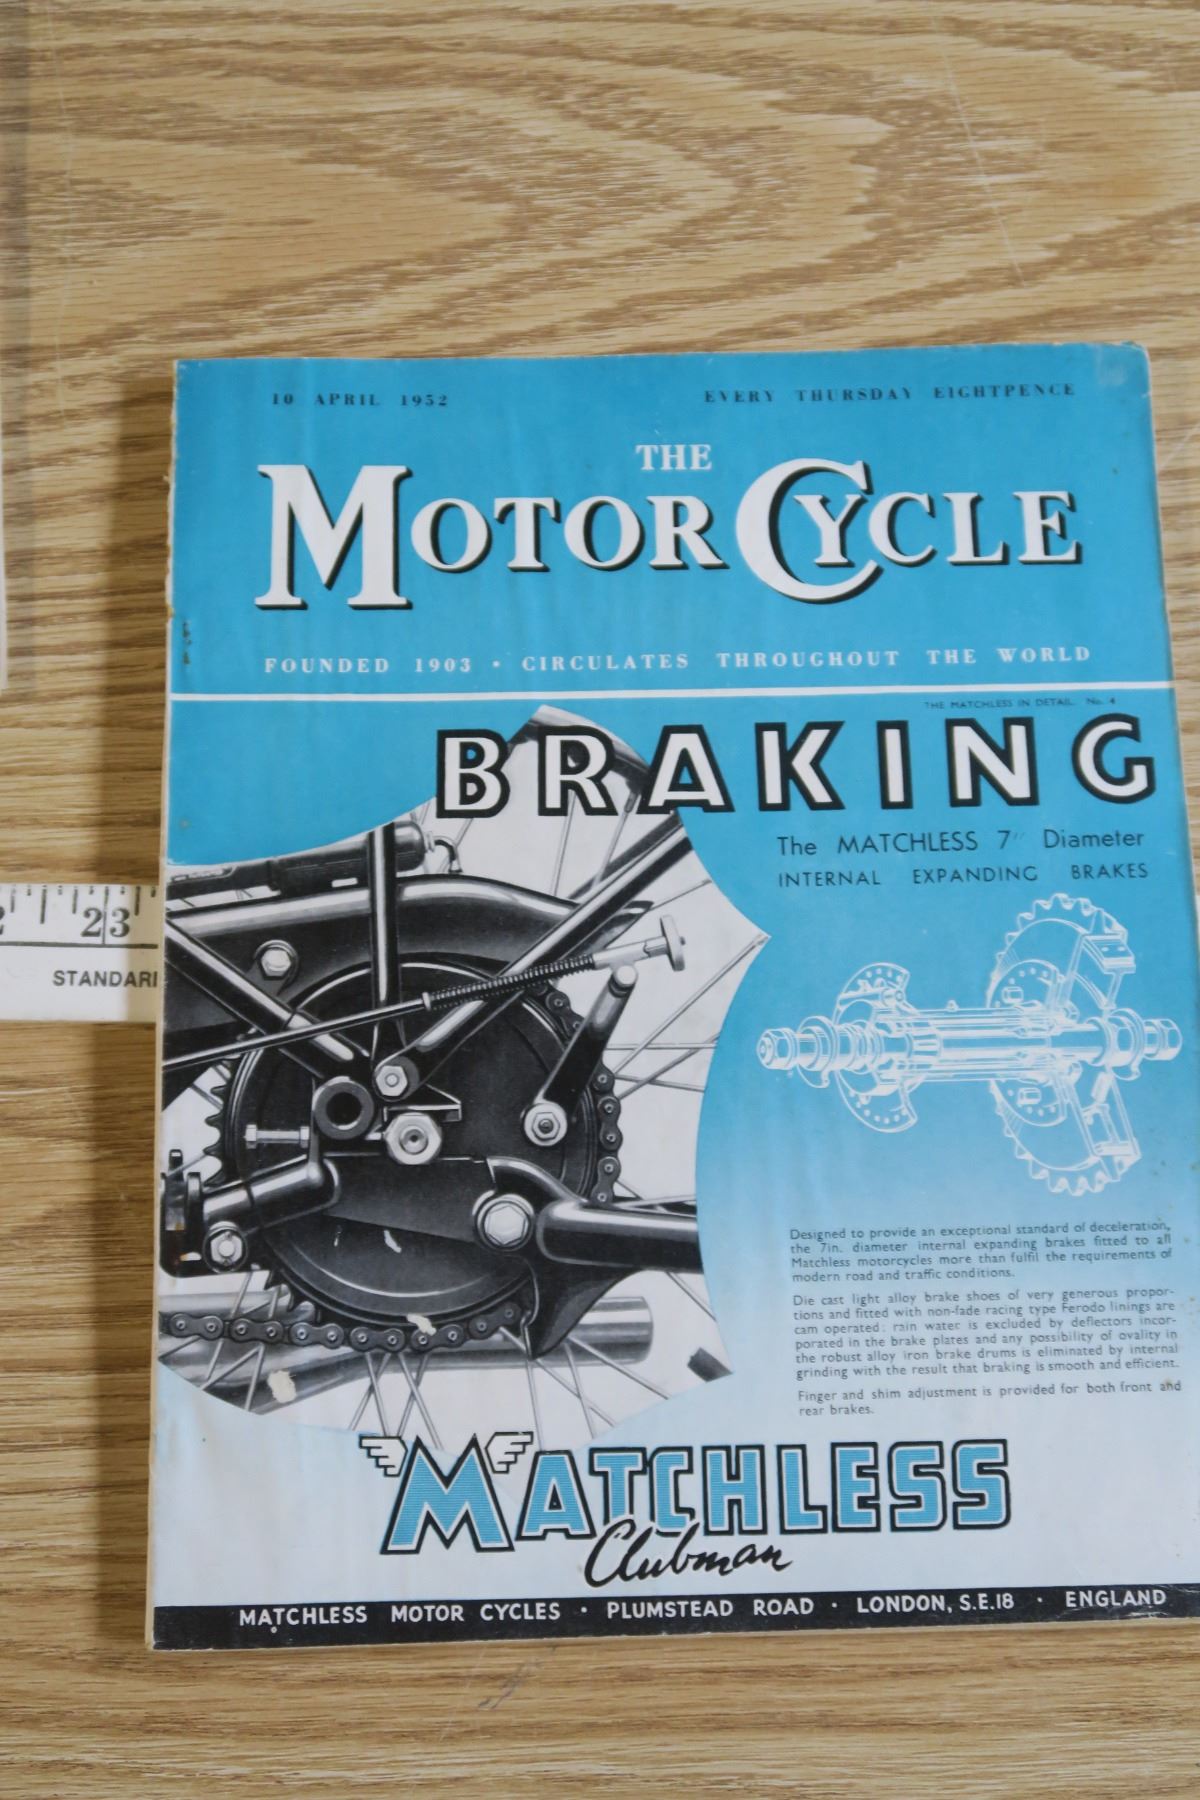 10 APRIL 1952
EVERY THURSDAY EIGHTPENCE
THE
MOTOR CYCLE
FOUNDED 1903 • CIRCULATES THROUGHOUT THE WORLD
THE MATCHLESS IN DETAIL. No. 4
BRAKING
The MATCHLESS 7" Diameter
INTERNAL EXPANDING BRAKES
23
STANDARD
Designed to provide an exceptional standard of deceleration,
the 7in. diameter internal expanding brakes fitted to all
Matchless motorcycles more than fulfil the requirements of
modern road and traffic conditions.
Die cast light alloy brake shoes of very generous propor-
tions and fitted with non-fade racing type Ferodo linings are
cam operated: rain water is excluded by deflectors incor-
porated in the brake plates and any possibility of ovality in
the robust alloy iron brake drums is eliminated by internal
grinding with the result that braking is smooth and efficient.
Finger and shim adjustment is provided for both front and
rear brakes.
MATCHLESS
Clubman
MATCHLESS MOTOR CYCLES • PLUMSTEAD ROAD • LONDON, S.E.18 • ENGLAND